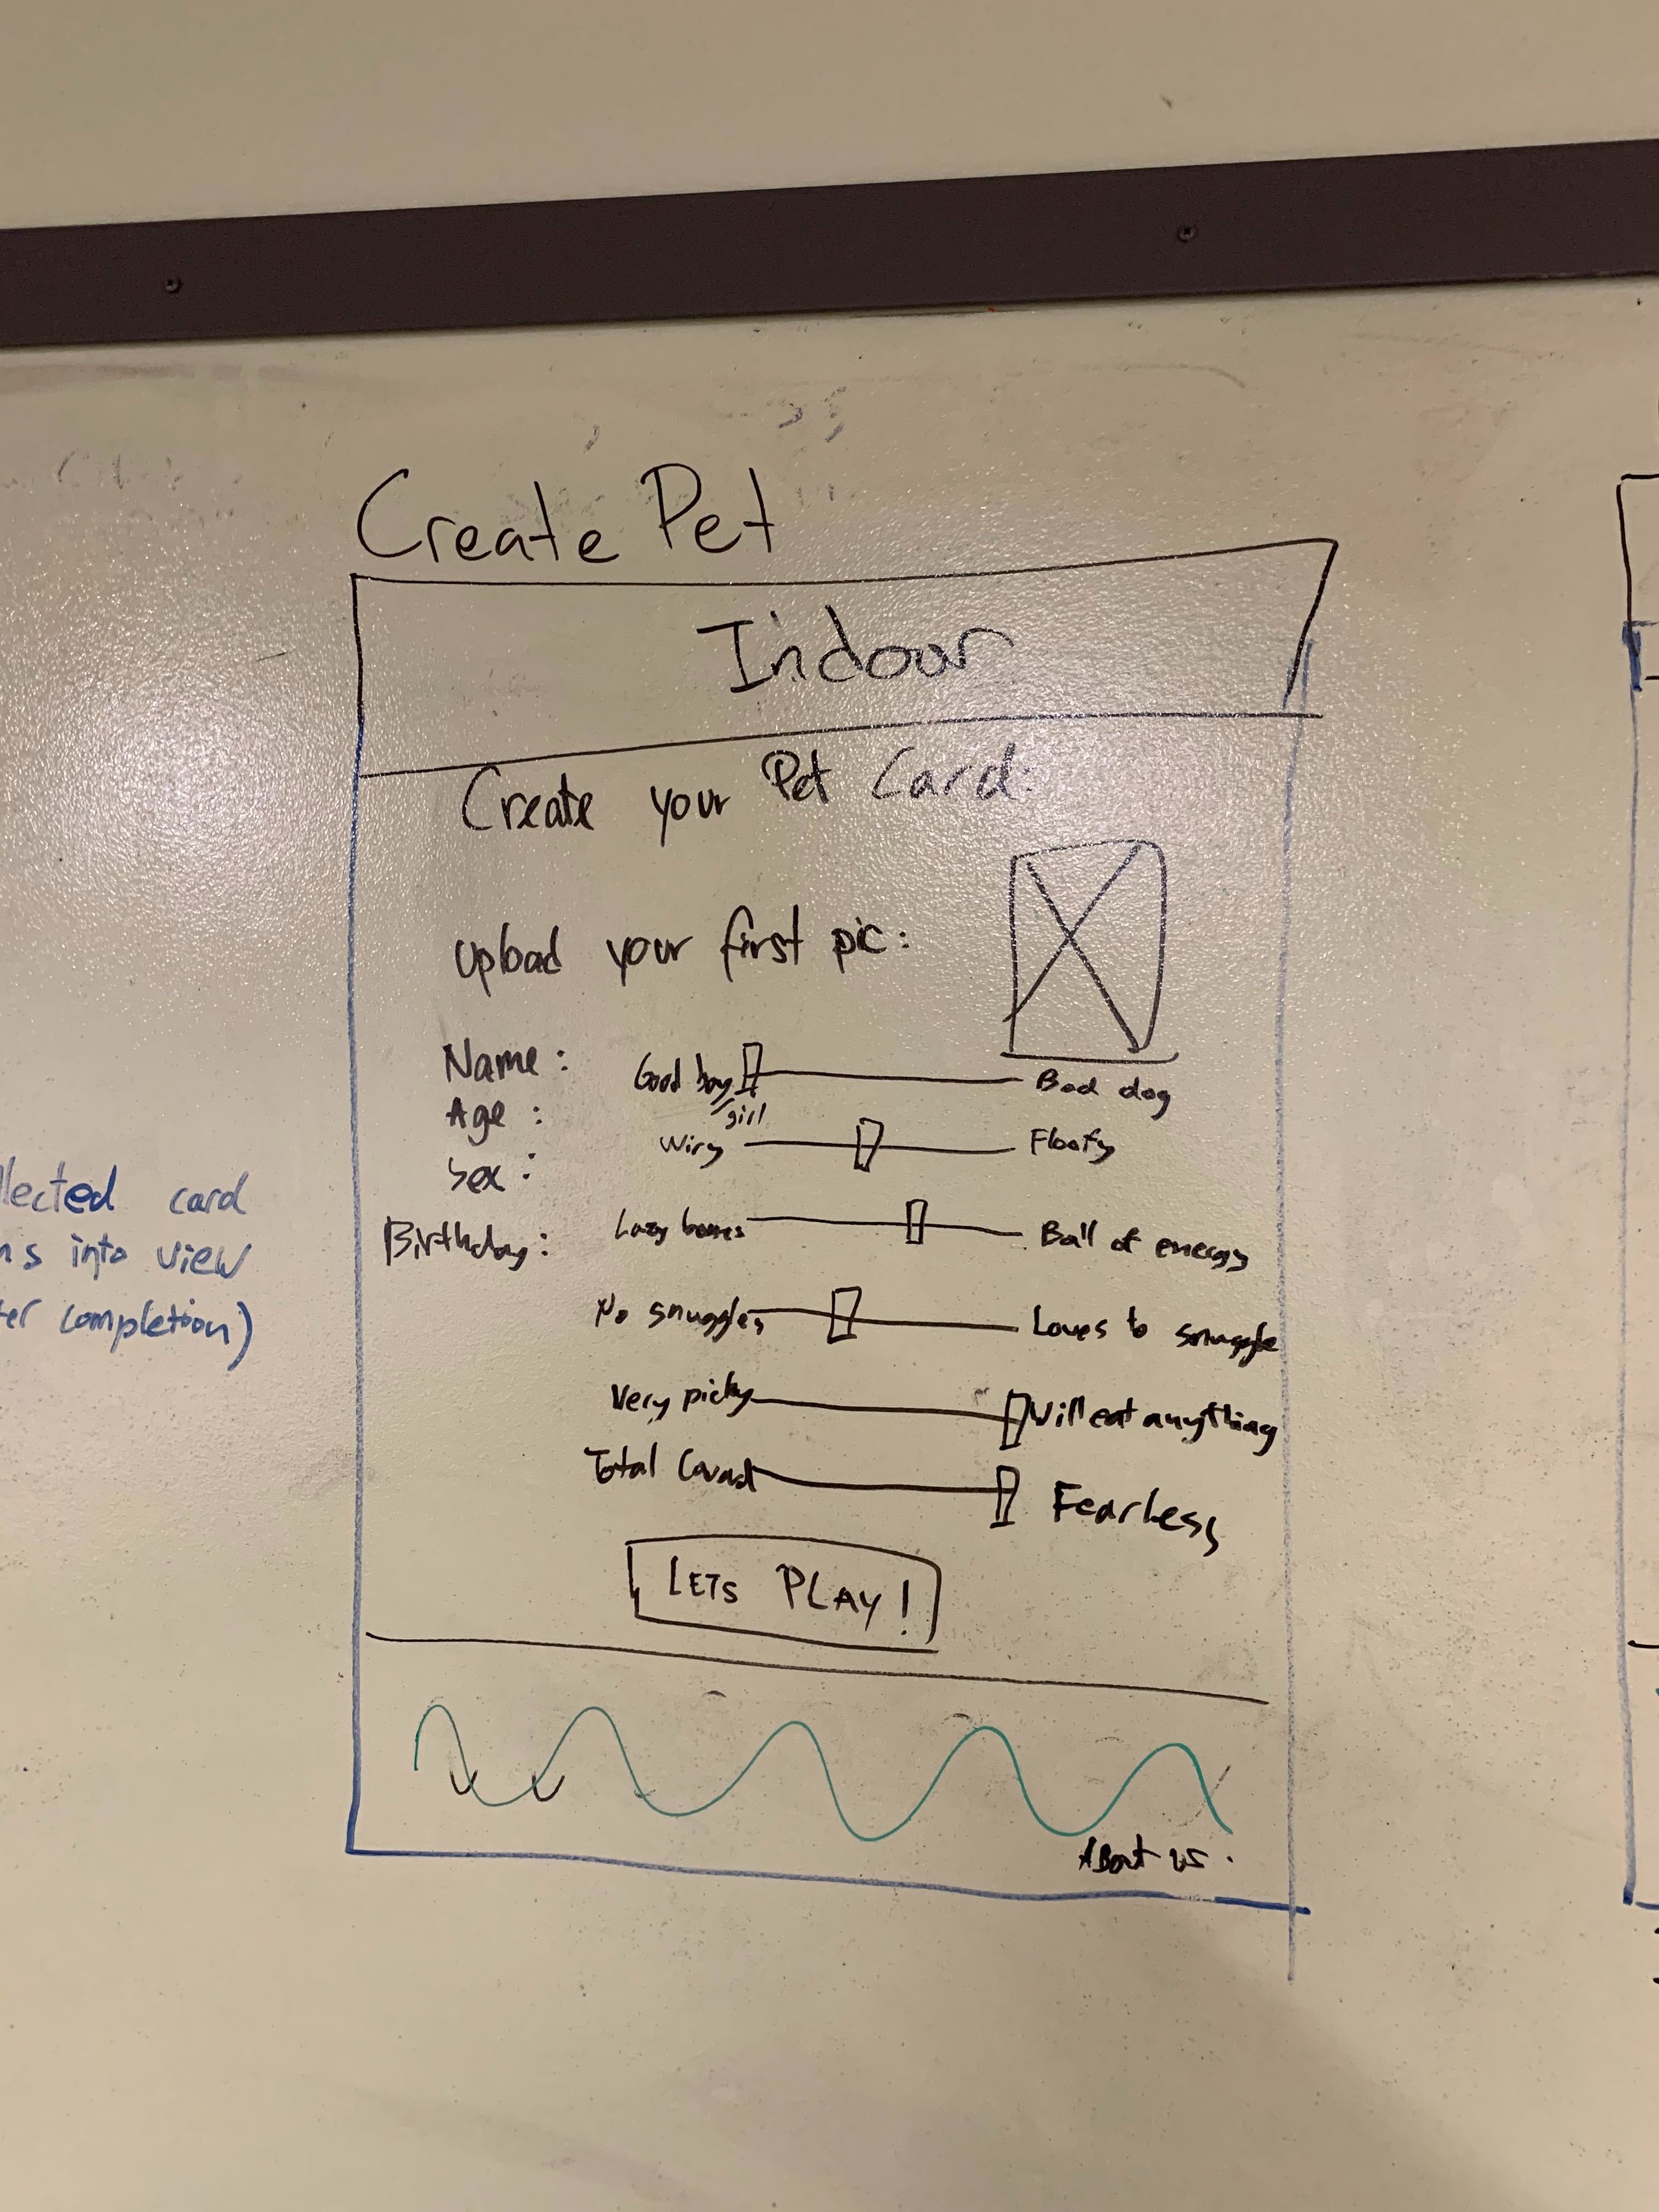 Create Pet
Indoor
Create your Pet Card:
Upload your first pic:
Name:
Good boy/girl Bad dog
Age:
Wiry Floofy
Sex:
Birthday:
Lazy bones Ball of energy
No snuggles Loves to snuggle
Very picky Will eat anything
Total Coward Fearless
LETS PLAY!
About us.
lected card
ns into view
ter completion)